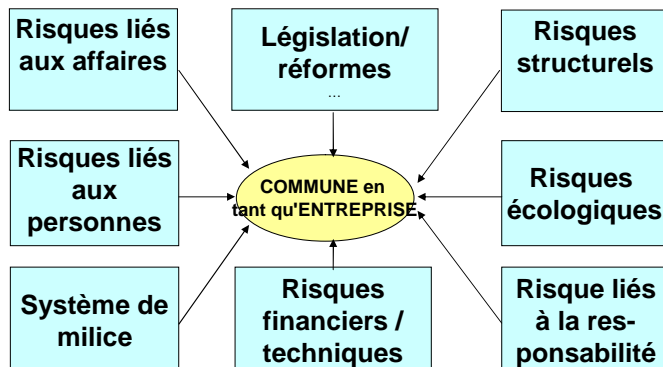 Risques liés
aux affaires
Législation/
réformes
...
Risques
structurels
Risques liés
aux
personnes
COMMUNE en
tant qu'ENTREPRISE
Risques
écologiques
Système de
milice
Risques
financiers /
techniques
Risque liés
à la res-
ponsabilité